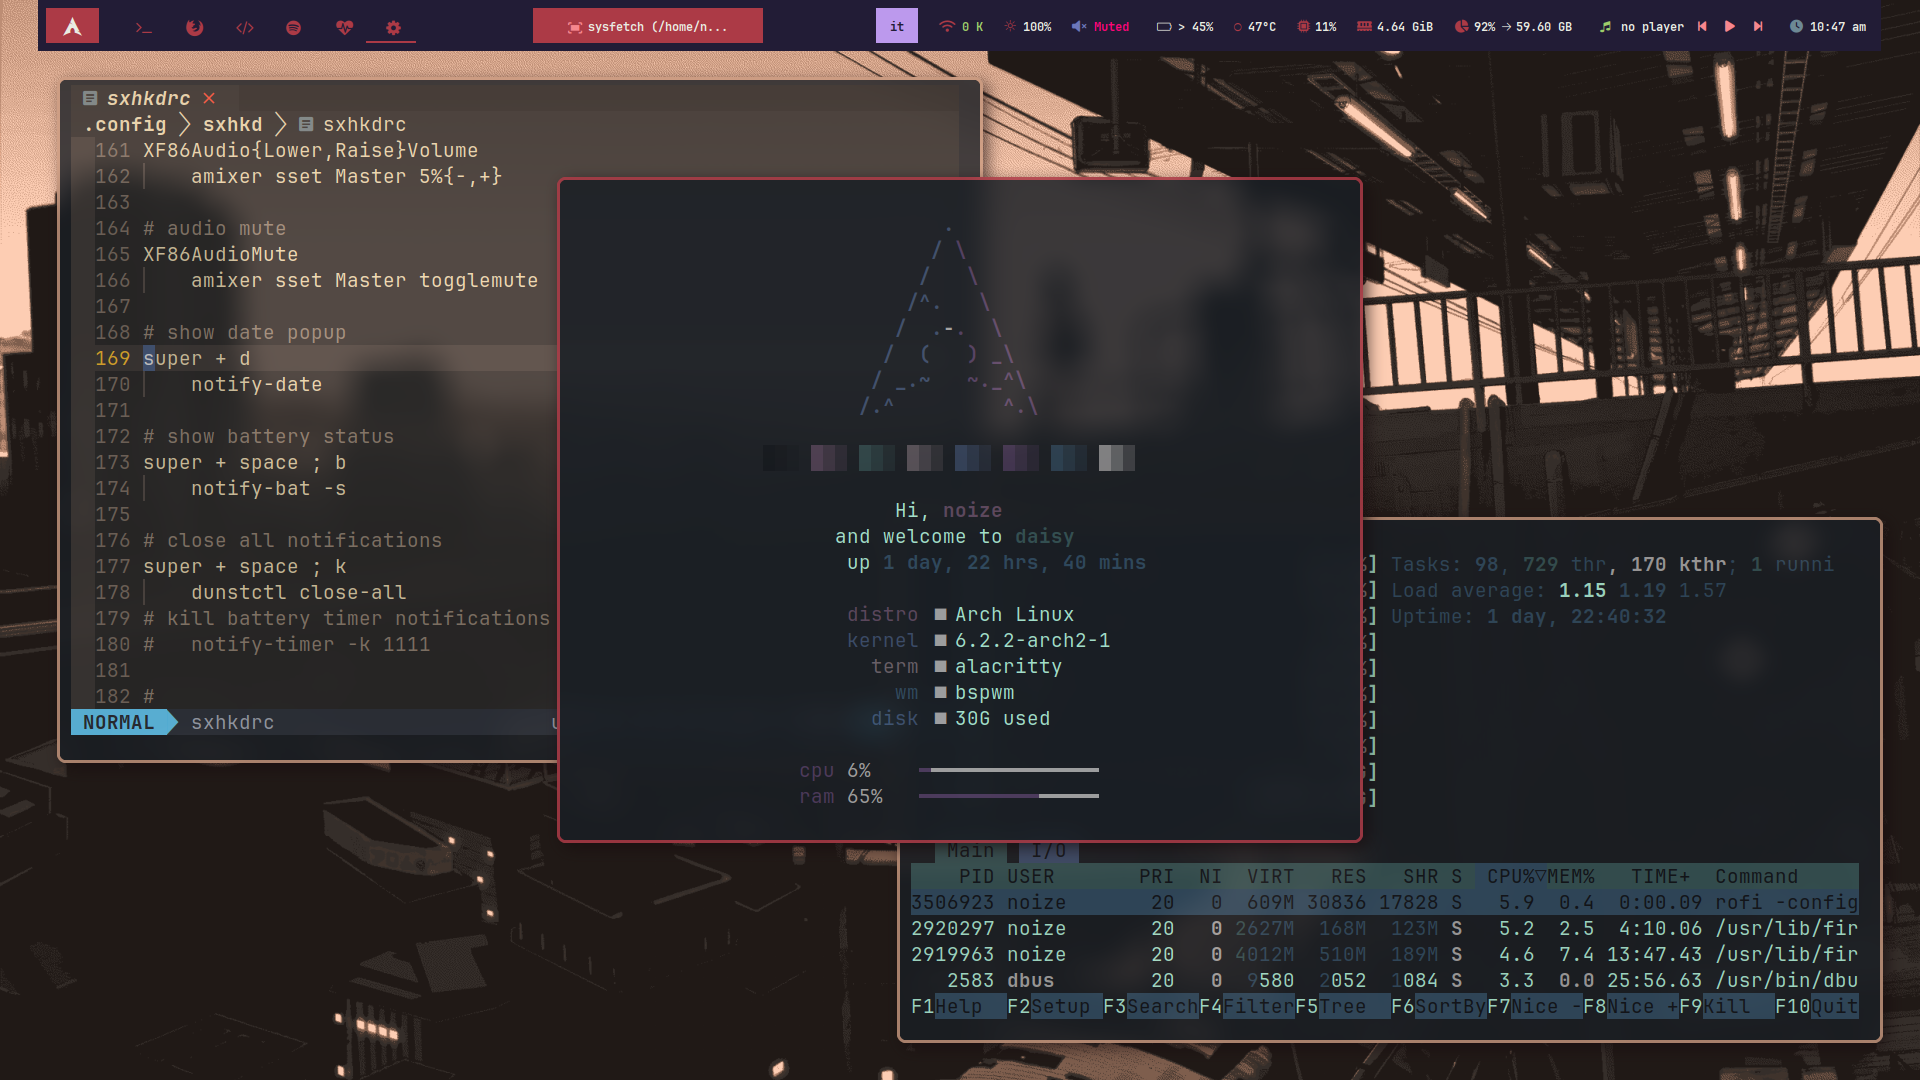 >_ </> sysfetch (/home/n... it 0 K 100% Muted > 45% 47°C 11% 4.64 GiB 92% → 59.60 GB no player 10:47 am
sxhkdrc ×
.config > sxhkd > sxhkdrc
161 XF86Audio{Lower,Raise}Volume
162     amixer sset Master 5%{-,+}
163
164 # audio mute
165 XF86AudioMute
166     amixer sset Master togglemute
167
168 # show date popup
169 super + d
170     notify-date
171
172 # show battery status
173 super + space ; b
174     notify-bat -s
175
176 # close all notifications
177 super + space ; k
178     dunstctl close-all
179 # kill battery timer notifications
180 #   notify-timer -k 1111
181
182 #
NORMAL sxhkdrc
Hi, noize
and welcome to daisy
up 1 day, 22 hrs, 40 mins
distro ■ Arch Linux
kernel ■ 6.2.2-arch2-1
term ■ alacritty
wm ■ bspwm
disk ■ 30G used
cpu 6%
ram 65%
] Tasks: 98, 729 thr, 170 kthr; 1 runni
] Load average: 1.15 1.19 1.57
] Uptime: 1 day, 22:40:32
]
]
]
]
]
]
]
Main I/O
PID USER PRI NI VIRT RES SHR S CPU%▽MEM% TIME+ Command
3506923 noize 20 0 609M 30836 17828 S 5.9 0.4 0:00.09 rofi -config
2920297 noize 20 0 2627M 168M 123M S 5.2 2.5 4:10.06 /usr/lib/fir
2919963 noize 20 0 4012M 510M 189M S 4.6 7.4 13:47.43 /usr/lib/fir
2583 dbus 20 0 9580 2052 1084 S 3.3 0.0 25:56.63 /usr/bin/dbu
F1Help F2Setup F3SearchF4FilterF5Tree F6SortByF7Nice -F8Nice +F9Kill F10Quit